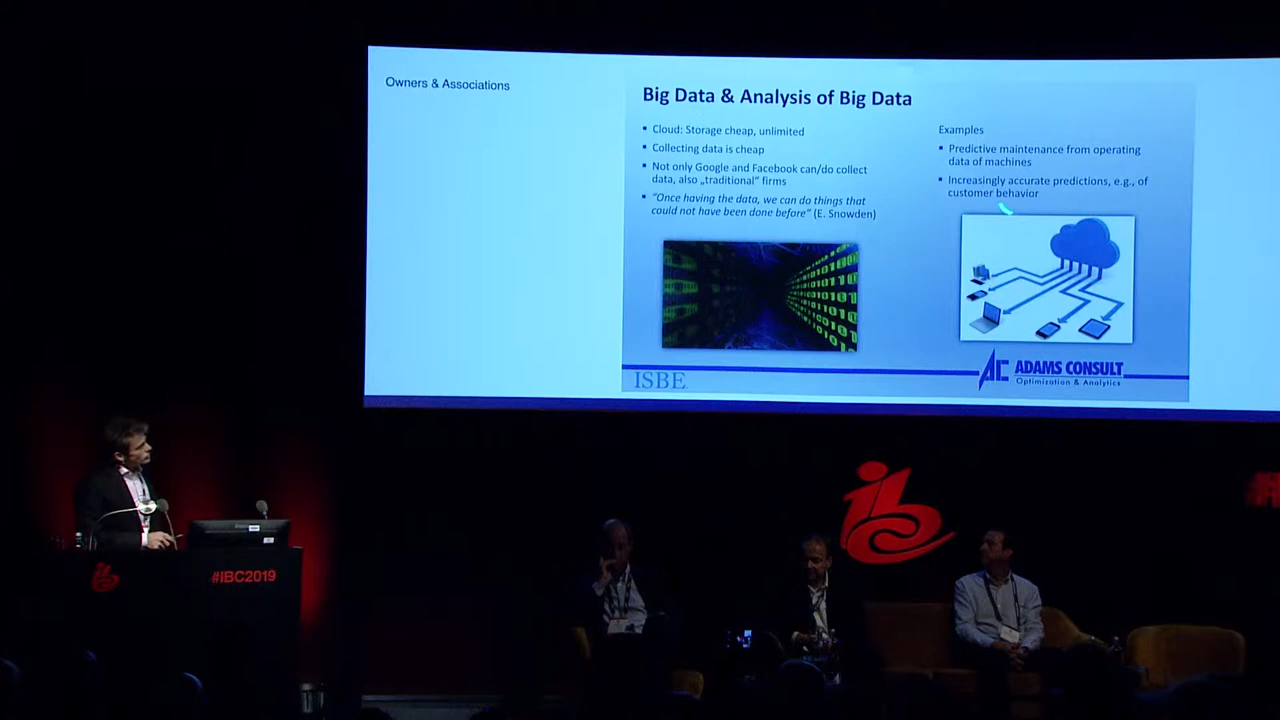 Owners & Associations
Big Data & Analysis of Big Data
▪ Cloud: Storage cheap, unlimited
▪ Collecting data is cheap
▪ Not only Google and Facebook can/do collect
data, also „traditional“ firms
▪ “Once having the data, we can do things that
could not have been done before” (E. Snowden)
Examples
▪ Predictive maintenance from operating
data of machines
▪ Increasingly accurate predictions, e.g., of
customer behavior
ISBE
AC ADAMS CONSULT
Optimization & Analytics
#IBC2019